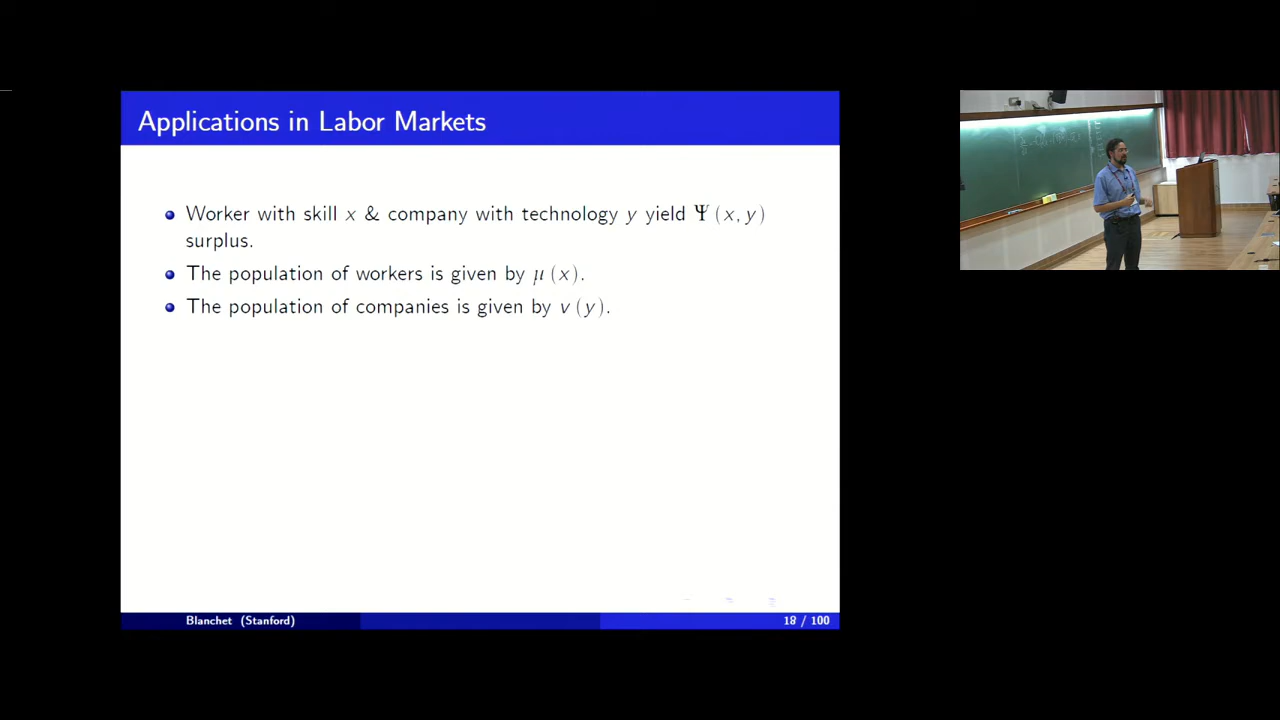 Applications in Labor Markets
Worker with skill x & company with technology y yield Ψ (x, y)
surplus.
The population of workers is given by μ (x).
The population of companies is given by v (y).
Blanchet (Stanford)
18 / 100